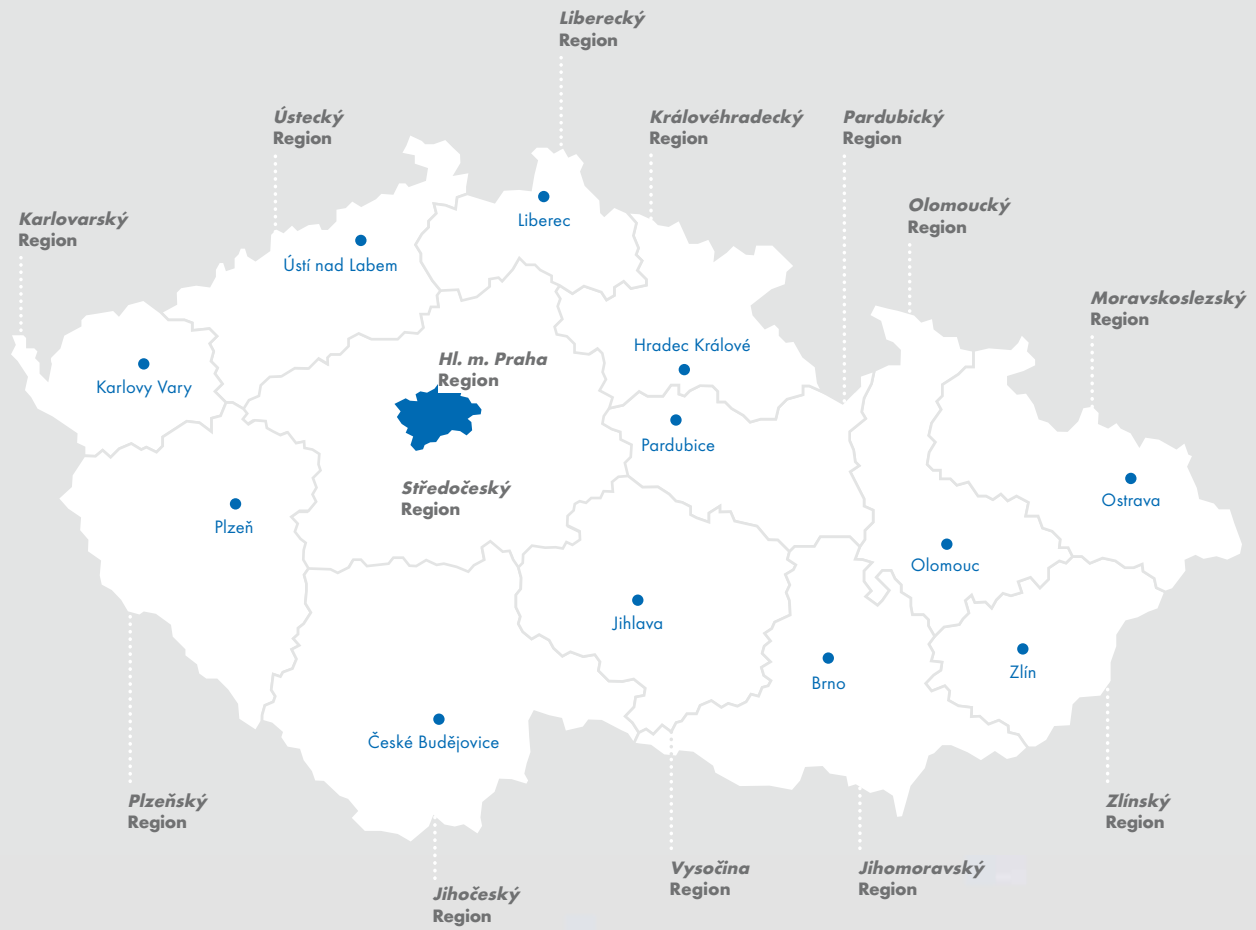 Liberecký
Region
Ústecký
Region
Královéhradecký
Region
Pardubický
Region
Karlovarský
Region
Olomoucký
Region
Liberec
Ústí nad Labem
Moravskoslezský
Region
Hl. m. Praha
Region
Hradec Králové
Karlovy Vary
Pardubice
Středočeský
Region
Ostrava
Plzeň
Olomouc
Jihlava
Zlín
Brno
České Budějovice
Plzeňský
Region
Zlínský
Region
Vysočina
Region
Jihomoravský
Region
Jihočeský
Region